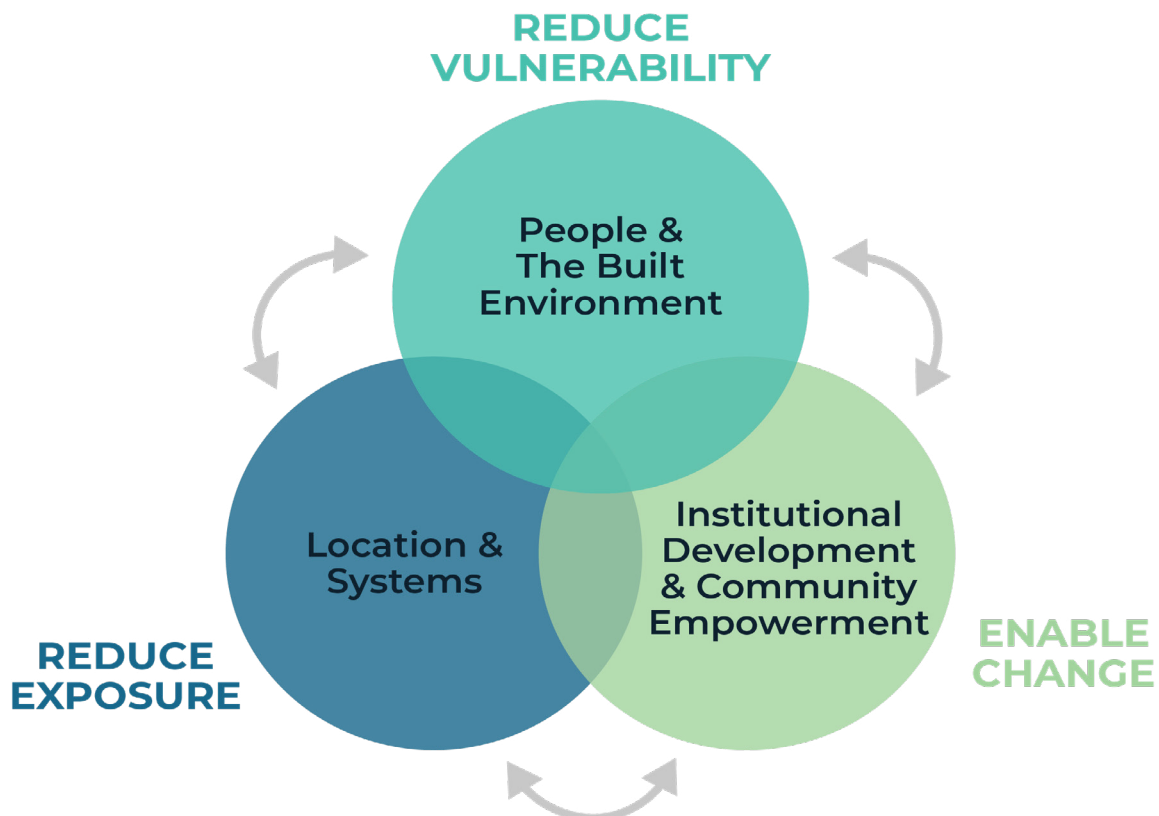 REDUCE
VULNERABILITY
People &
The Built
Environment
Location &
Systems
Institutional
Development
& Community
Empowerment
REDUCE
EXPOSURE
ENABLE
CHANGE